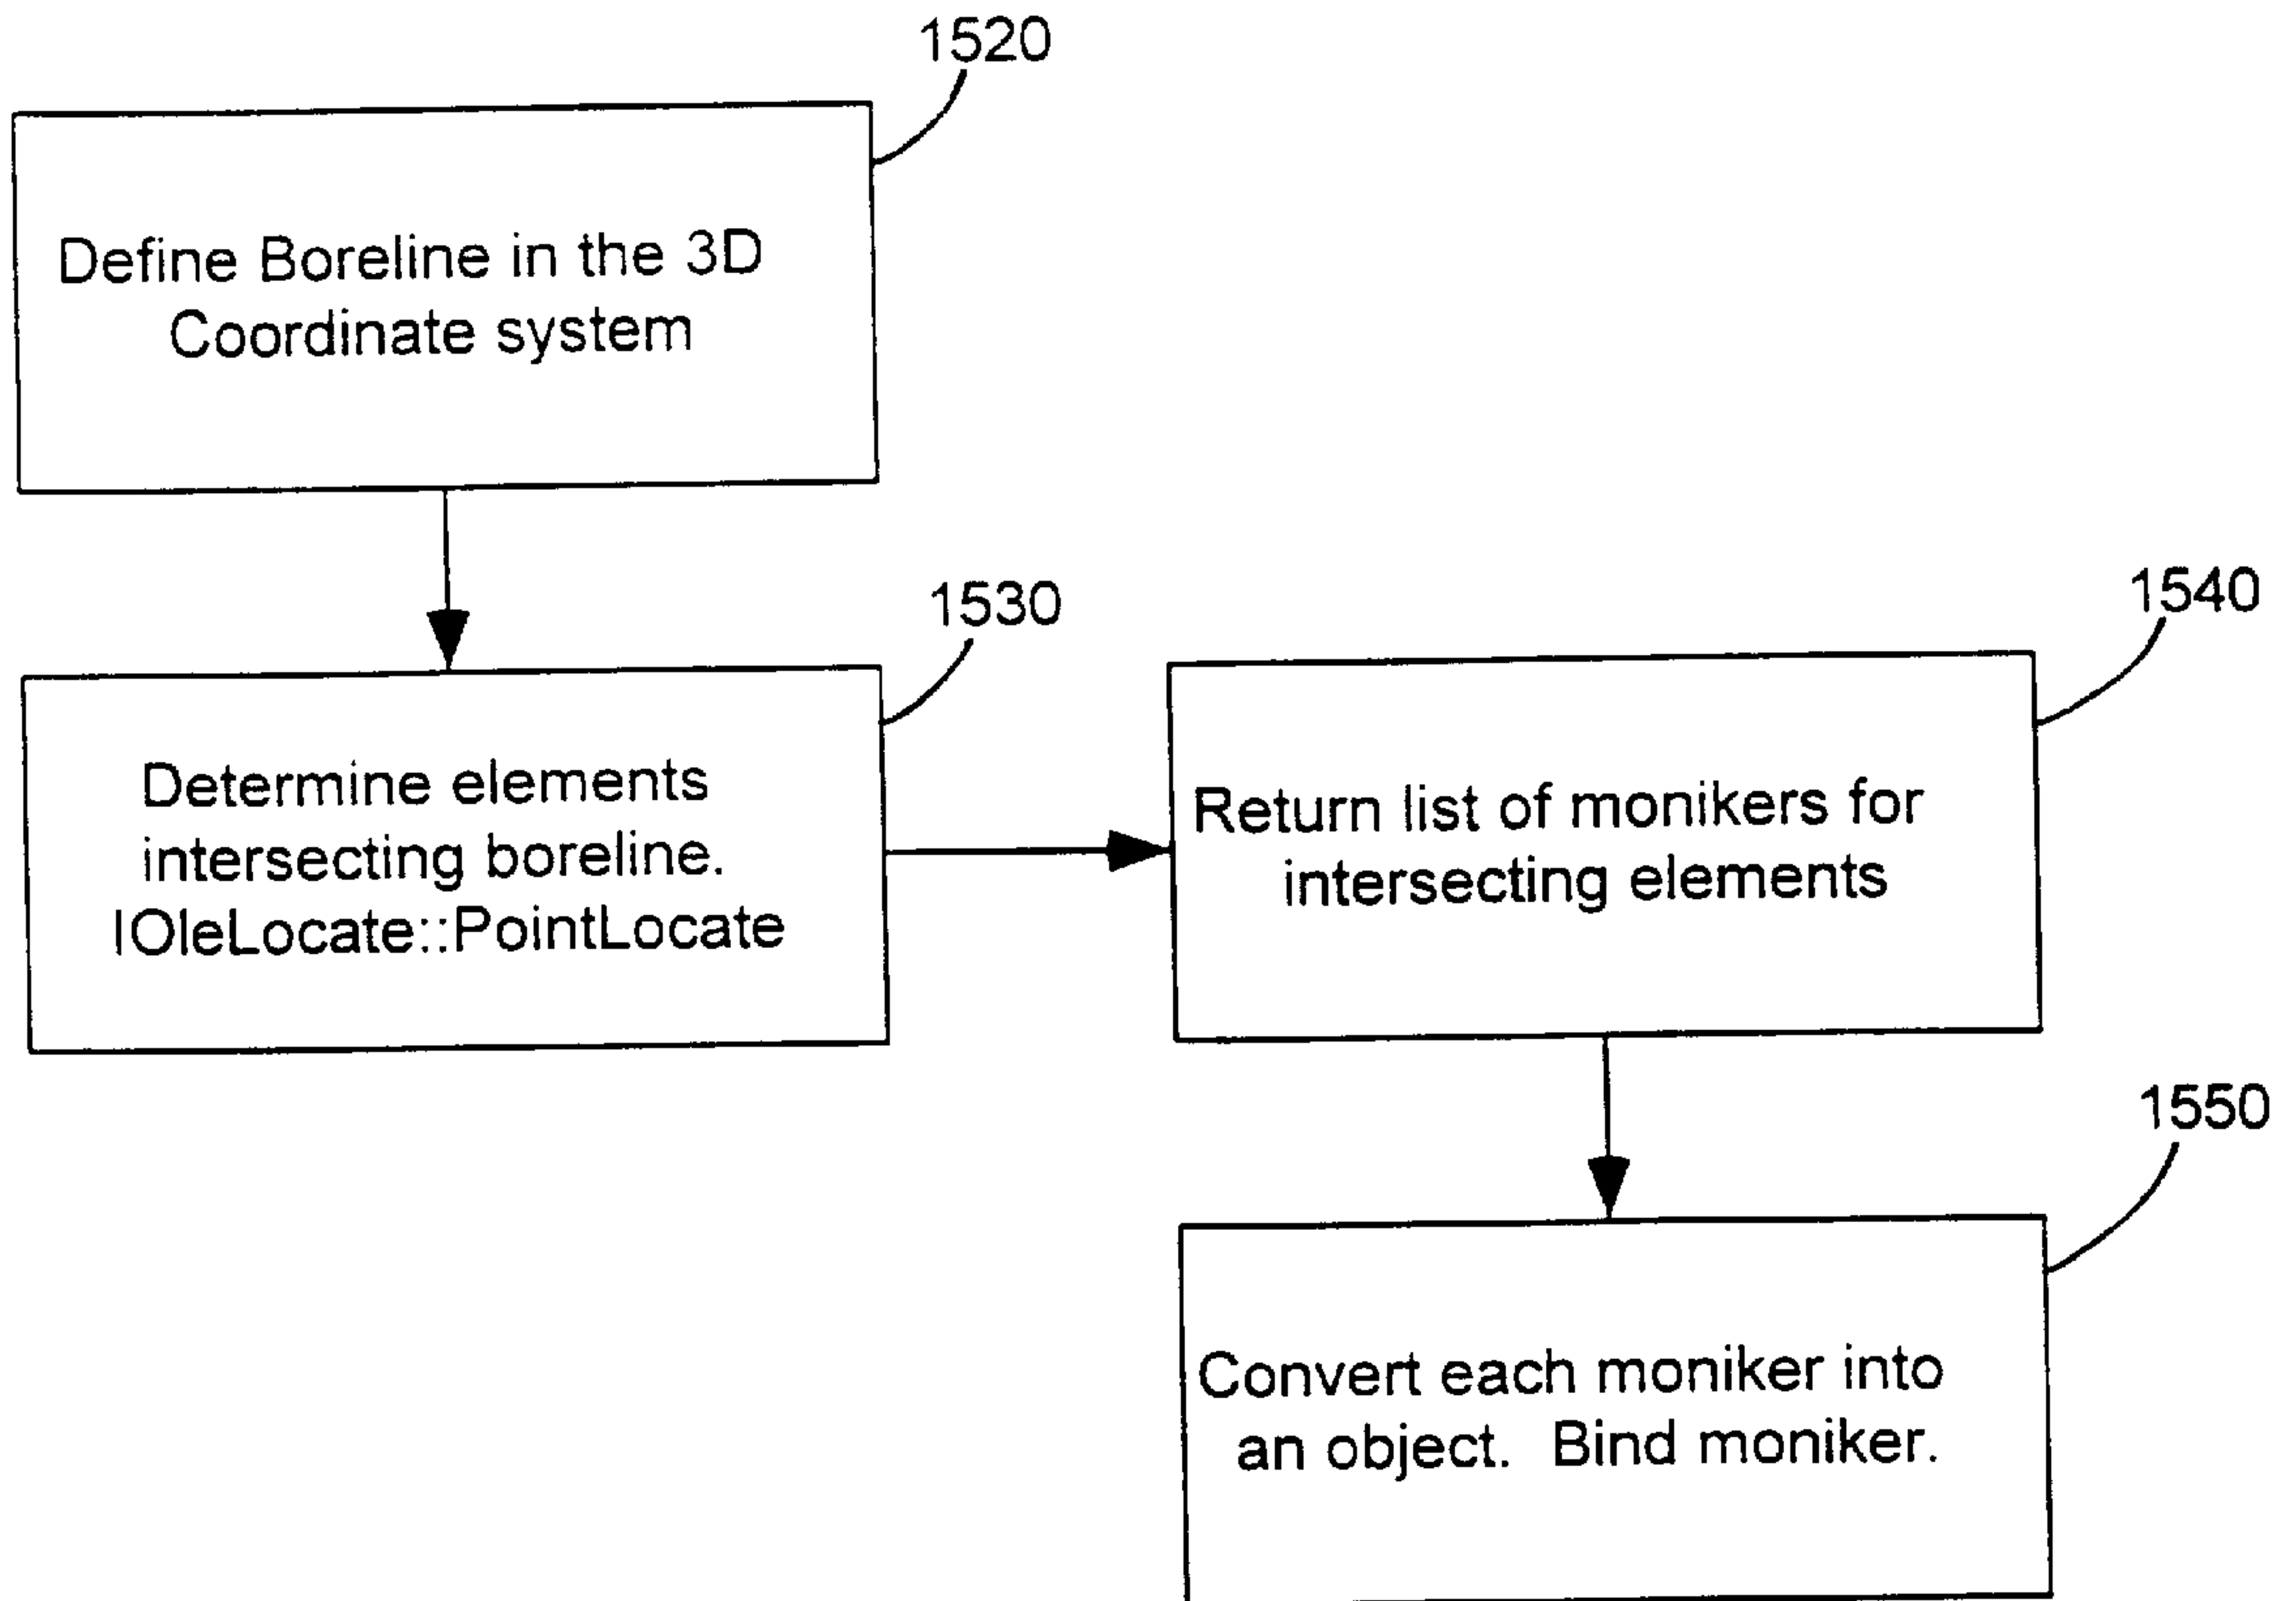 1520
Define Boreline in the 3D
Coordinate system
1530
Determine elements
intersecting boreline.
IOleLocate::PointLocate
1540
Return list of monikers for
intersecting elements
1550
Convert each moniker into
an object. Bind moniker.